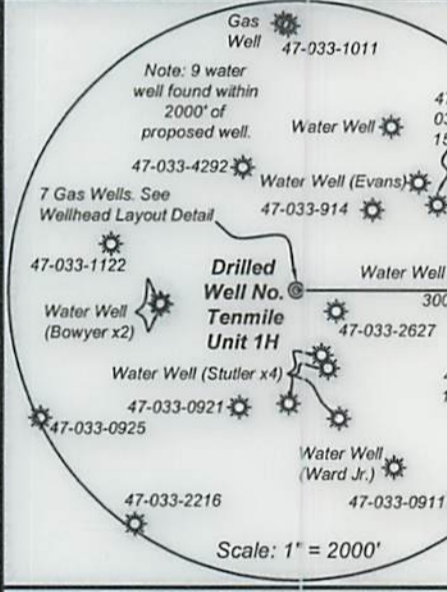 Gas
Well
47-033-1011
Note: 9 water
well found within
2000' of
proposed well.
Water Well
47-033-4292
Water Well (Evans)
7 Gas Wells. See
Wellhead Layout Detail
47-033-914
47-033-1122
Drilled
Well No.
Tenmile
Unit 1H
Water Well
300
Water Well
(Bowyer x2)
47-033-2627
Water Well (Stutler x4)
47-033-0921
47-033-0925
Water Well
(Ward Jr.)
47-033-2216
47-033-0911
Scale: 1" = 2000'